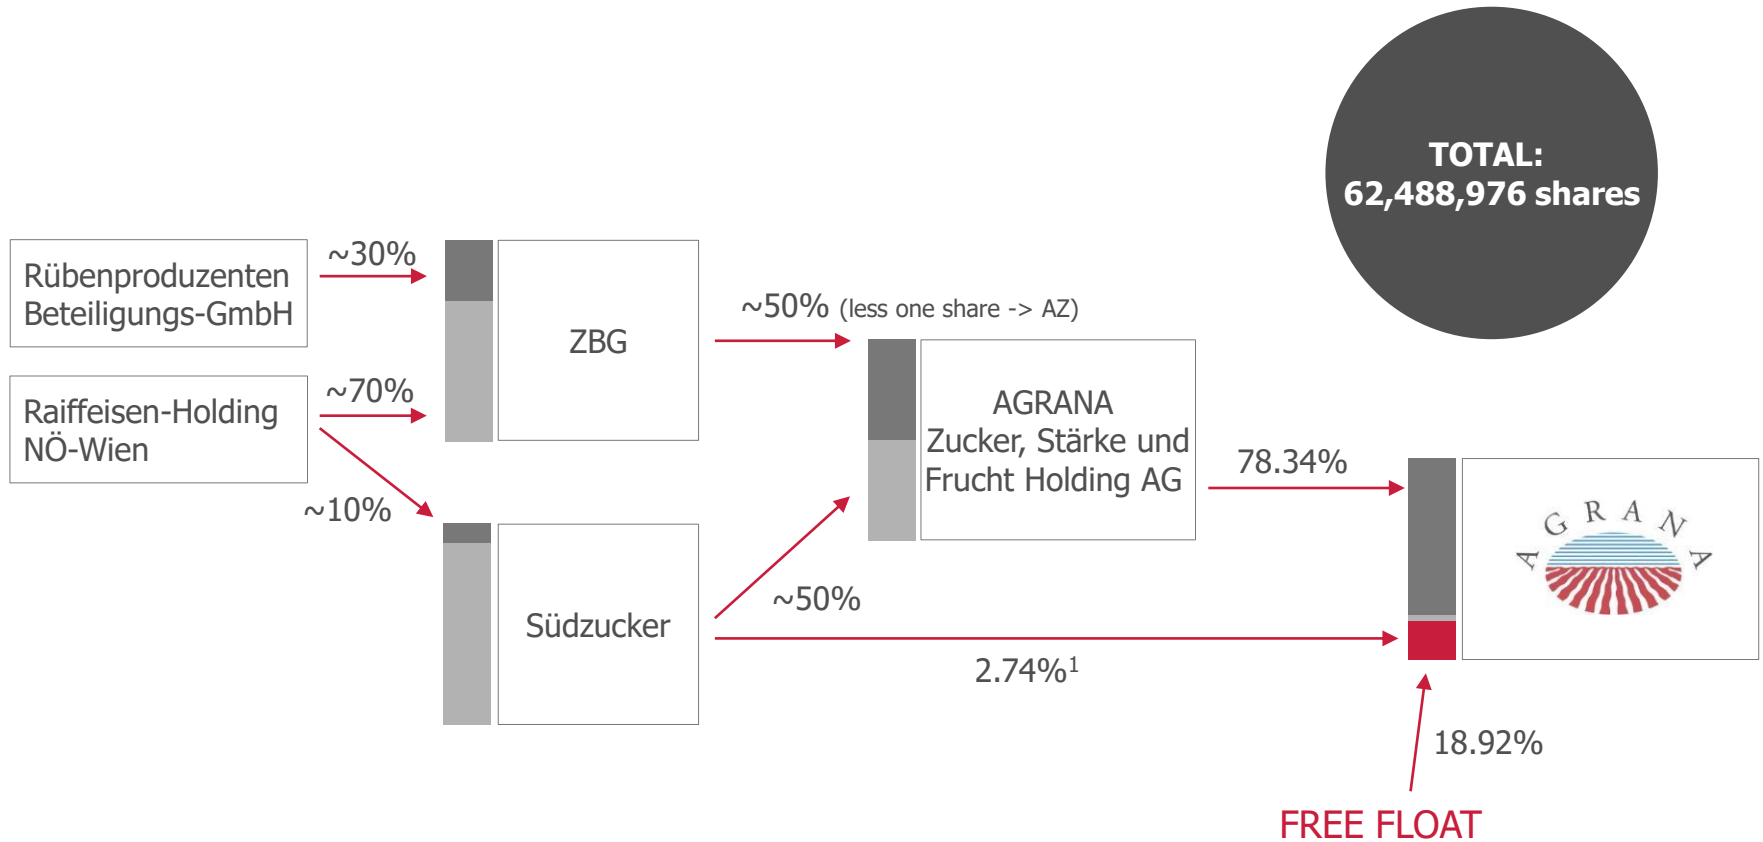 TOTAL:
62,488,976 shares
Rübenproduzenten
Beteiligungs-GmbH
~30%
Raiffeisen-Holding
NÖ-Wien
~70%
~10%
ZBG
Südzucker
~50% (less one share -> AZ)
~50%
AGRANA
Zucker, Stärke und
Frucht Holding AG
78.34%
2.74%¹
AGRANA
18.92%
FREE FLOAT